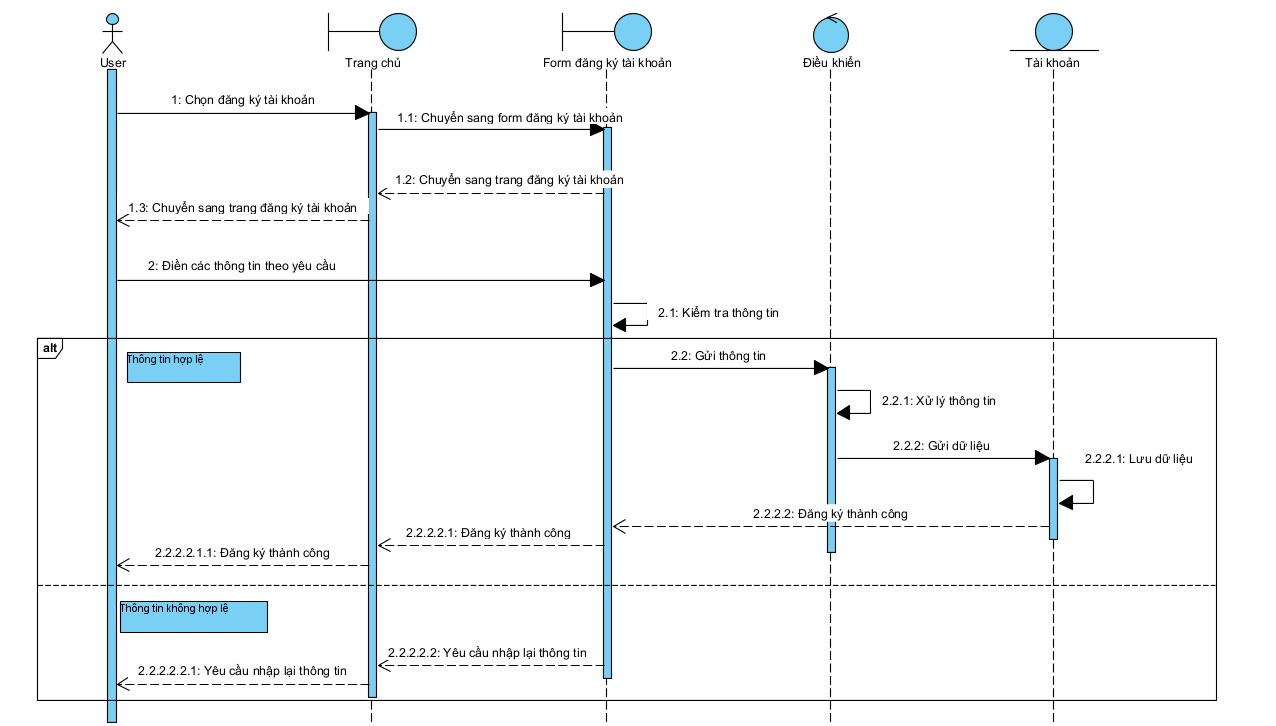 User
Trang chủ
Form đăng ký tài khoản
Điều khiển
Tài khoản
1: Chọn đăng ký tài khoản
1.1: Chuyển sang form đăng ký tài khoản
1.2: Chuyển sang trang đăng ký tài khoản
1.3: Chuyển sang trang đăng ký tài khoản
2: Điền các thông tin theo yêu cầu
2.1: Kiểm tra thông tin
alt
Thông tin hợp lệ
2.2: Gửi thông tin
2.2.1: Xử lý thông tin
2.2.2: Gửi dữ liệu
2.2.2.1: Lưu dữ liệu
2.2.2.2: Đăng ký thành công
2.2.2.2.1: Đăng ký thành công
2.2.2.2.1.1: Đăng ký thành công
Thông tin không hợp lệ
2.2.2.2.2: Yêu cầu nhập lại thông tin
2.2.2.2.2.1: Yêu cầu nhập lại thông tin